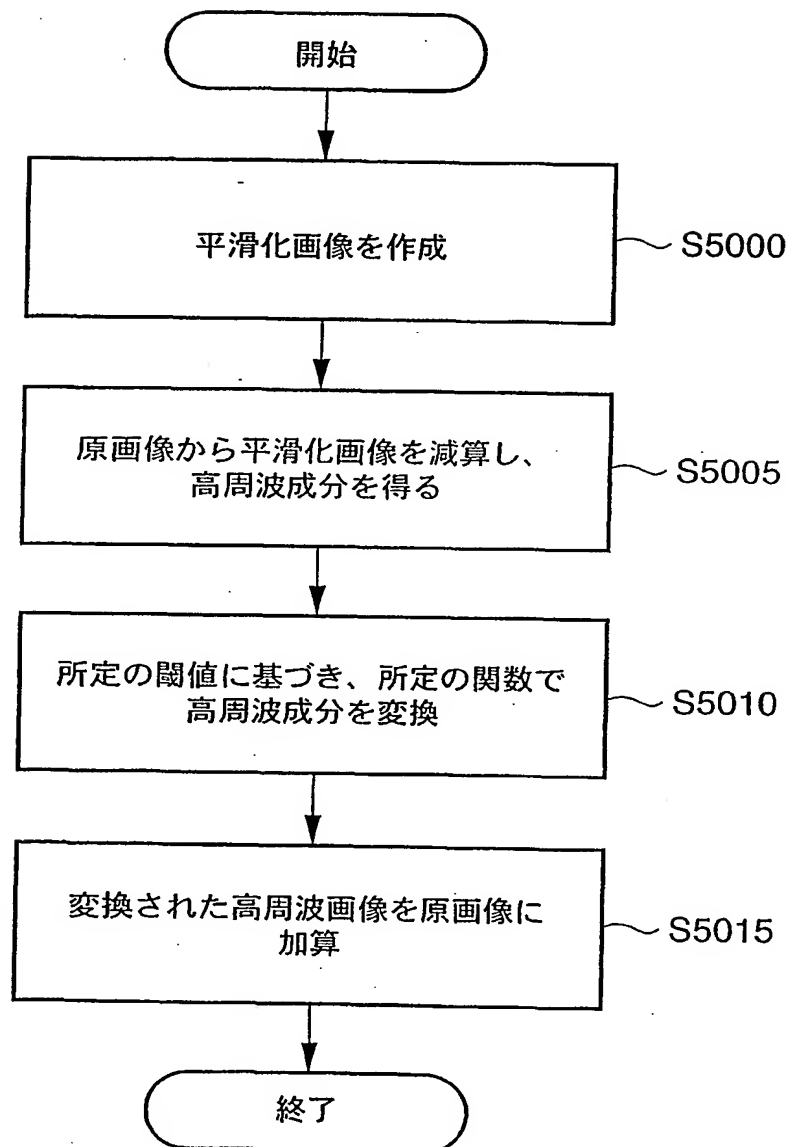 開始
平滑化画像を作成
S5000
原画像から平滑化画像を減算し、
高周波成分を得る
S5005
所定の閾値に基づき、所定の関数で
高周波成分を変換
S5010
変換された高周波画像を原画像に
加算
S5015
終了